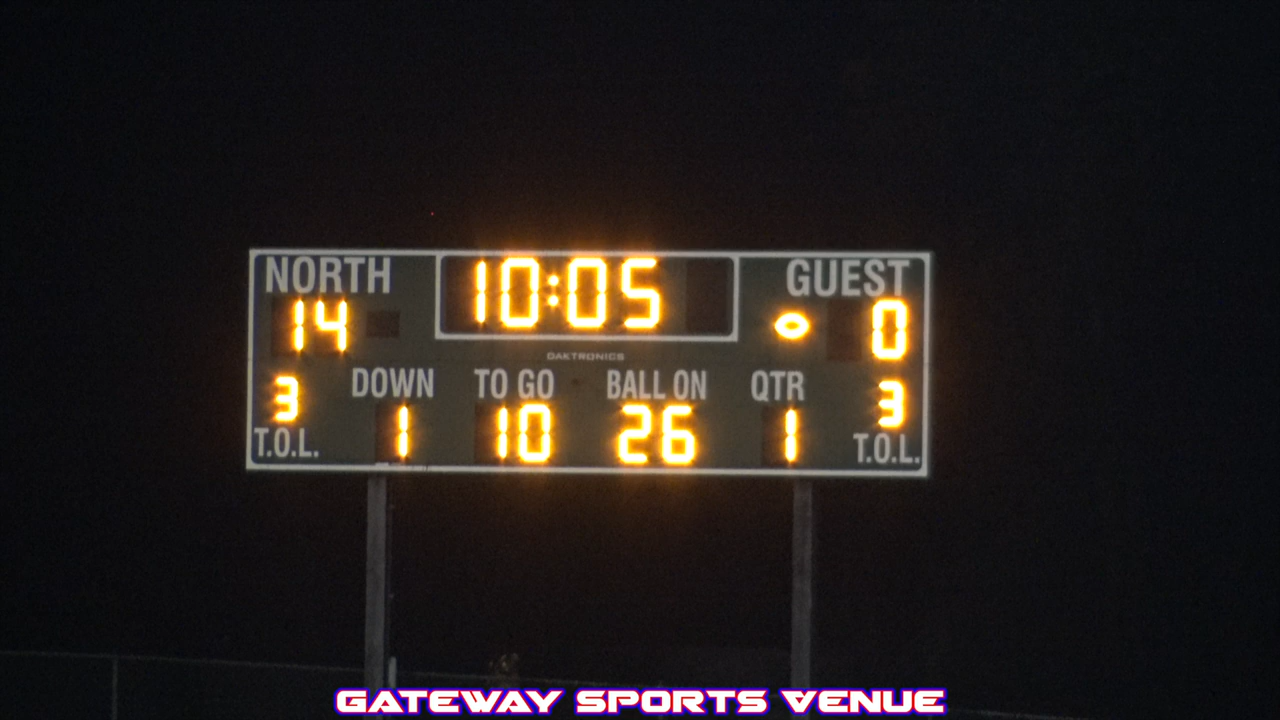 NORTH 10:05 GUEST
14 0
DAKTRONICS
DOWN TO GO BALL ON QTR
3 1 10 26 1 3
T.O.L. T.O.L.
GATEWAY SPORTS VENUE